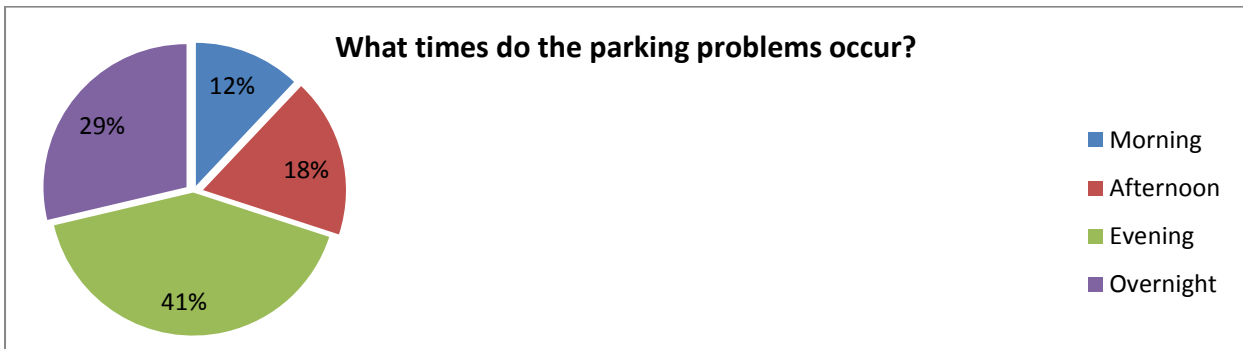 What times do the parking problems occur?
12%
29%
18%
41%
Morning
Afternoon
Evening
Overnight